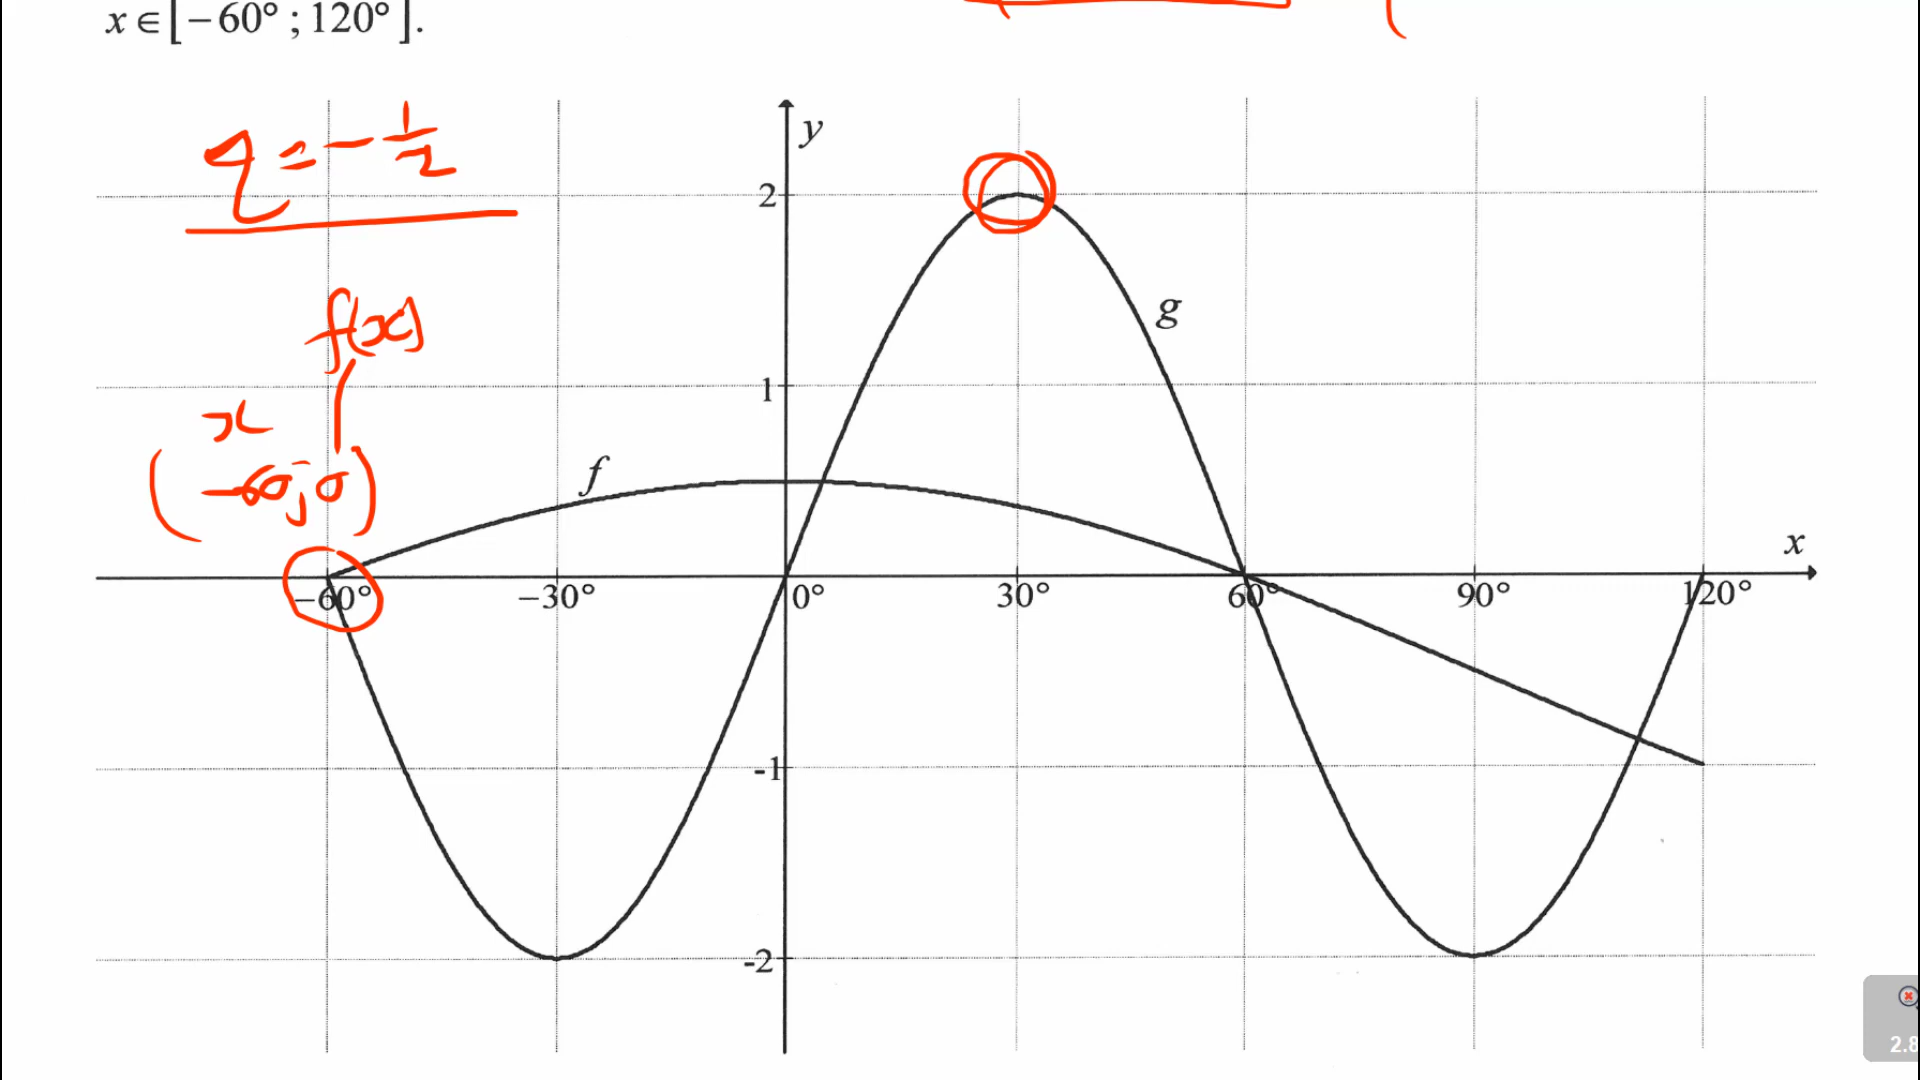 x ∈ [−60° ; 120°].
q = -1/2
y
2
f(x)
g
1
x
f
(-60; 0)
x
−60° −30° 0° 30° 60° 90° 120°
-1
-2
2.8